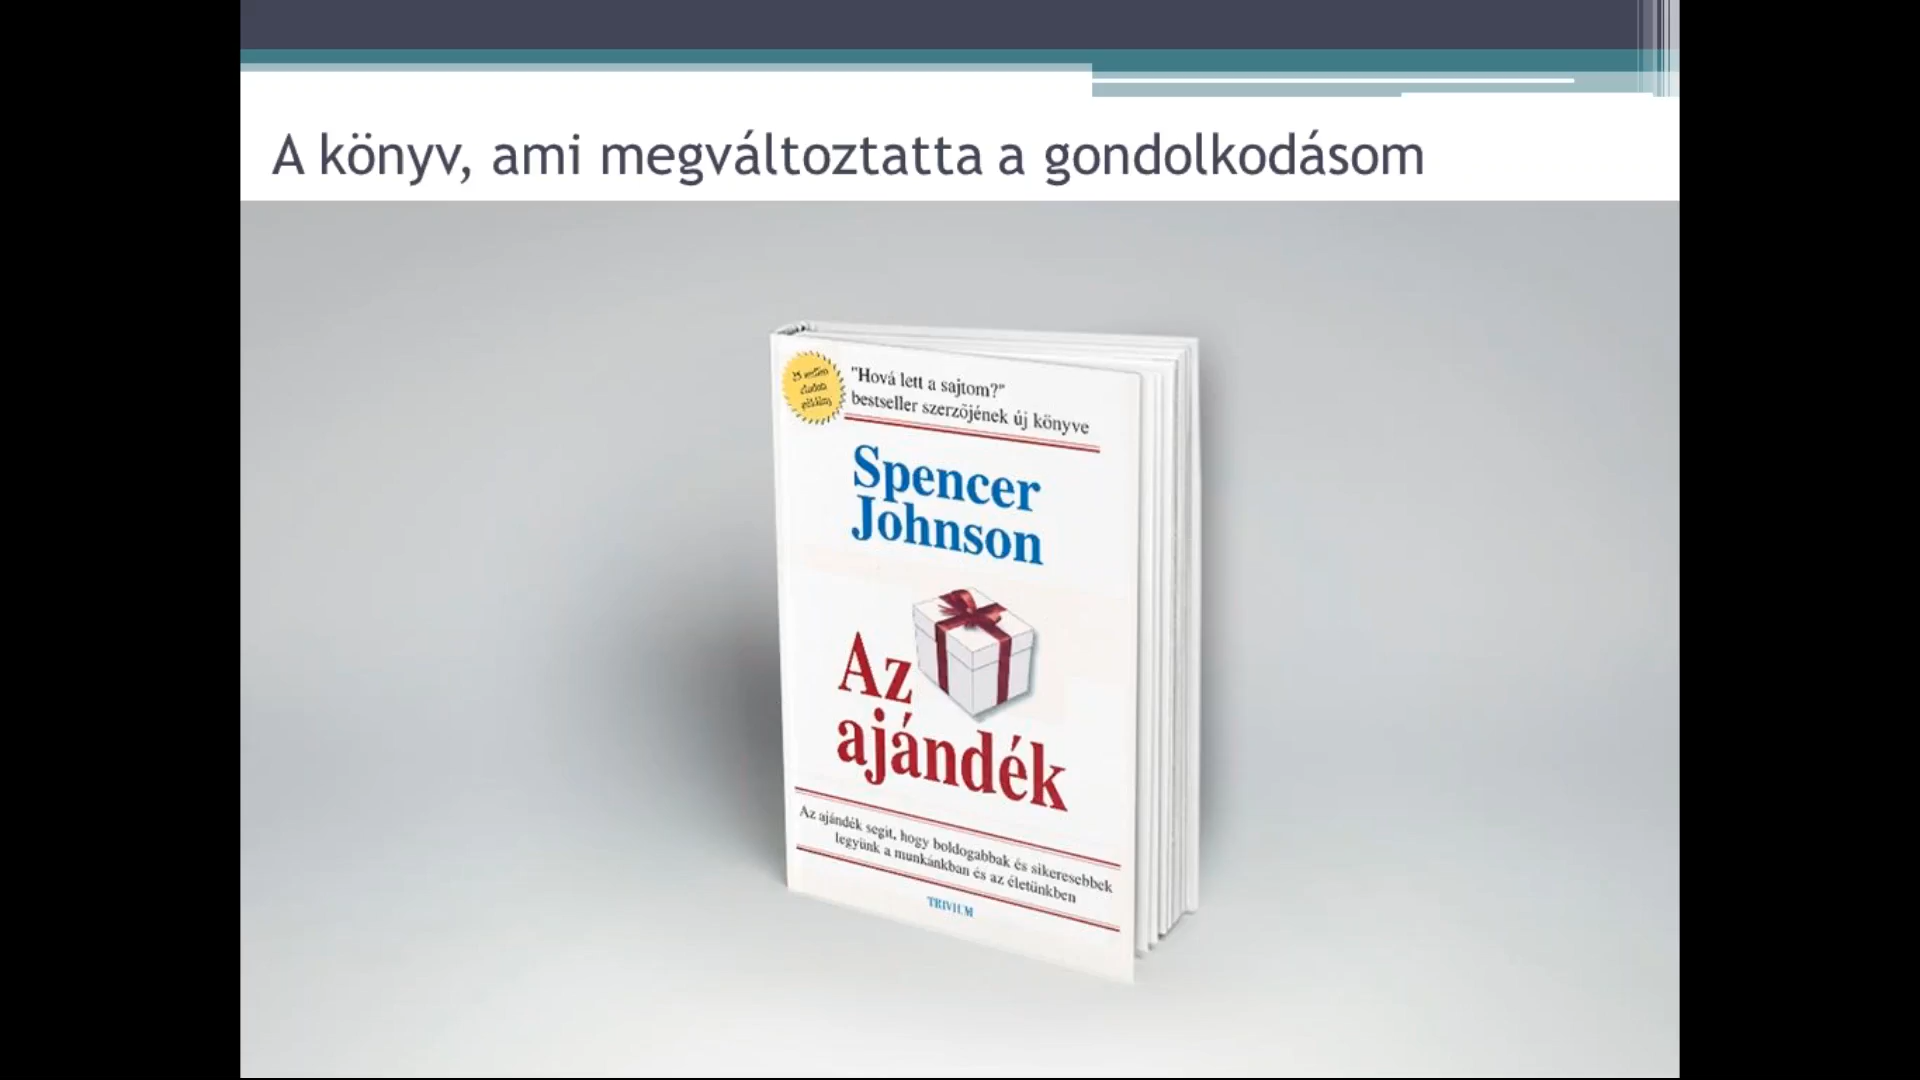 A könyv, ami megváltoztatta a gondolkodásom
"Hová lett a sajtom?"
bestseller szerzőjének új könyve
Spencer
Johnson
Az
ajándék
Az ajándék segít, hogy boldogabbak és sikeresebbek
legyünk a munkánkban és az életünkben
TRIVIUM